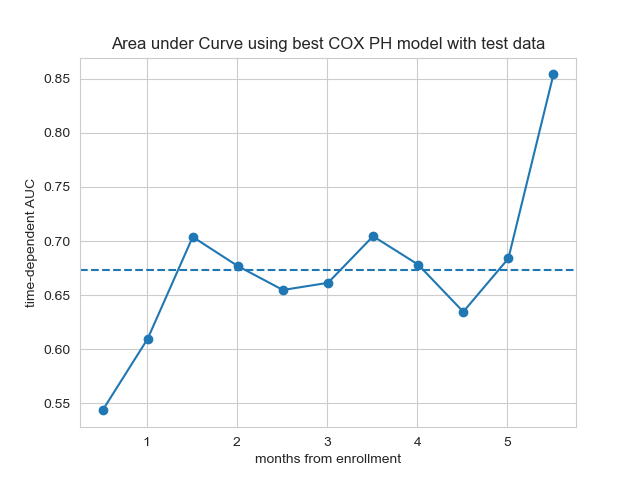 Area under Curve using best COX PH model with test data
0.85
0.80
0.75
0.70
0.65
0.60
0.55
time-dependent AUC
1 2 3 4 5
months from enrollment